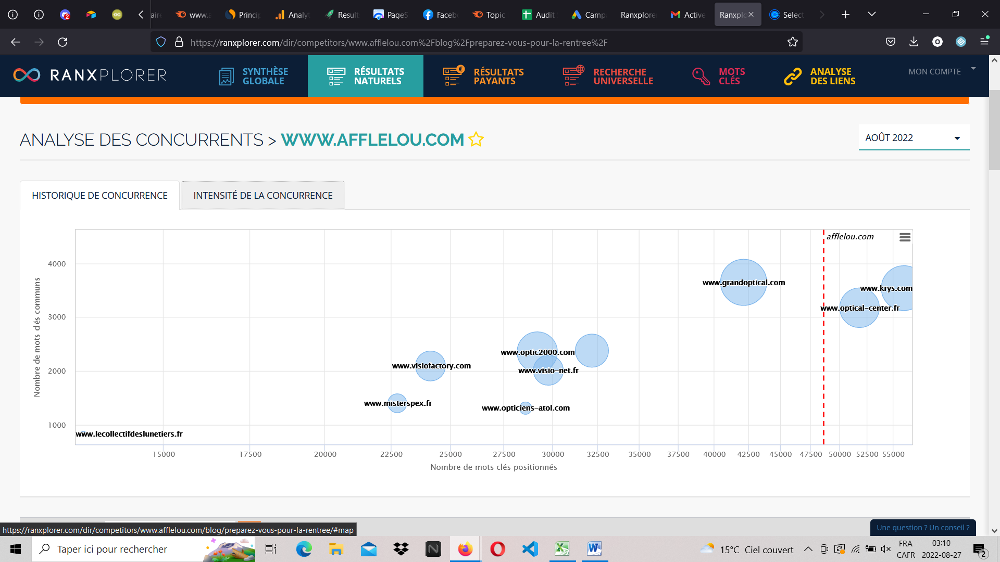 www.a
Princip
Analyt
Result
PageS
Faceb
Topic
Audit
Camp
Ranxplore
Active
Ranxplo
Select
https://ranxplorer.com/dir/competitors/www.afflelou.com%2Fblog%2Fpreparez-vous-pour-la-rentree%2F
RANXPLORER
SYNTHÈSE
GLOBALE
RÉSULTATS
NATURELS
RÉSULTATS
PAYANTS
RECHERCHE
UNIVERSELLE
MOTS
CLÉS
ANALYSE
DES LIENS
MON COMPTE
ANALYSE DES CONCURRENTS > WWW.AFFLELOU.COM
AOÛT 2022
HISTORIQUE DE CONCURRENCE
INTENSITÉ DE LA CONCURRENCE
afflelou.com
Nombre de mots clés communs
4000
3000
2000
1000
www.grandoptical.com
www.krys.com
www.optical-center.fr
www.optic2000.com
www.visiofactory.com
www.visio-net.fr
www.misterspex.fr
www.opticiens-atol.com
www.lecollectifdeslunetiers.fr
15000 17500 20000 22500 25000 27500 30000 32500 35000 37500 40000 42500 45000 47500 50000 52500 55000
Nombre de mots clés positionnés
https://ranxplorer.com/dir/competitors/www.afflelou.com/blog/preparez-vous-pour-la-rentree/#map
Une question ? Un conseil ?
Taper ici pour rechercher
15°C Ciel couvert
FRA
CAFR
03:10
2022-08-27
2